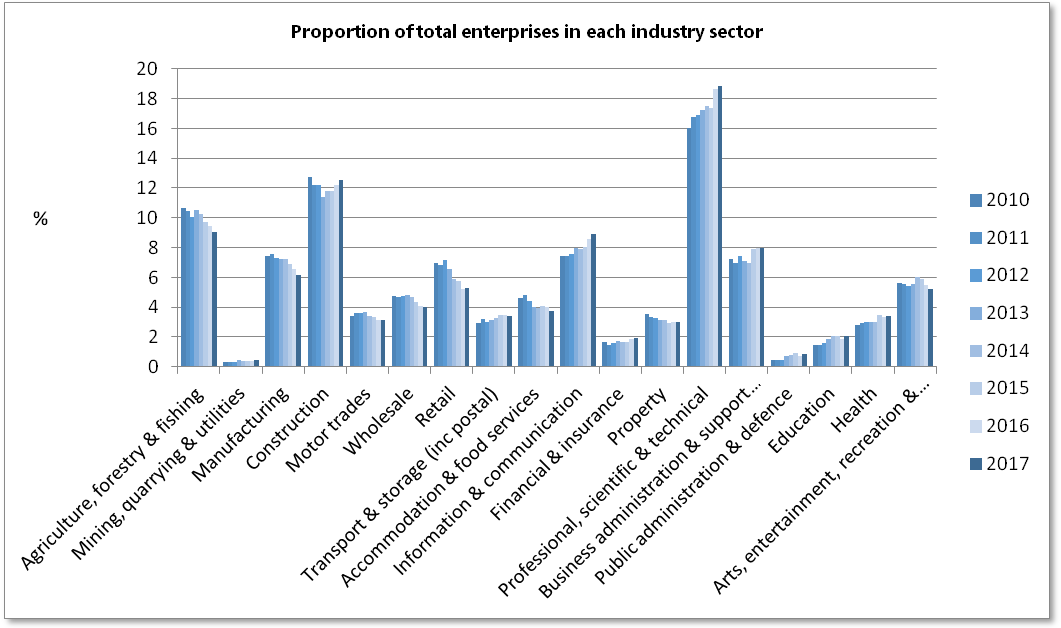 Proportion of total enterprises in each industry sector
20
18
16
14
12
10
8
6
4
2
0
%
Agriculture, forestry & fishing
Mining, quarrying & utilities
Manufacturing
Construction
Motor trades
Wholesale
Retail
Transport & storage (inc postal)
Accommodation & food services
Information & communication
Financial & insurance
Property
Professional, scientific & technical
Business administration & support...
Public administration & defence
Education
Health
Arts, entertainment, recreation &...
2010
2011
2012
2013
2014
2015
2016
2017